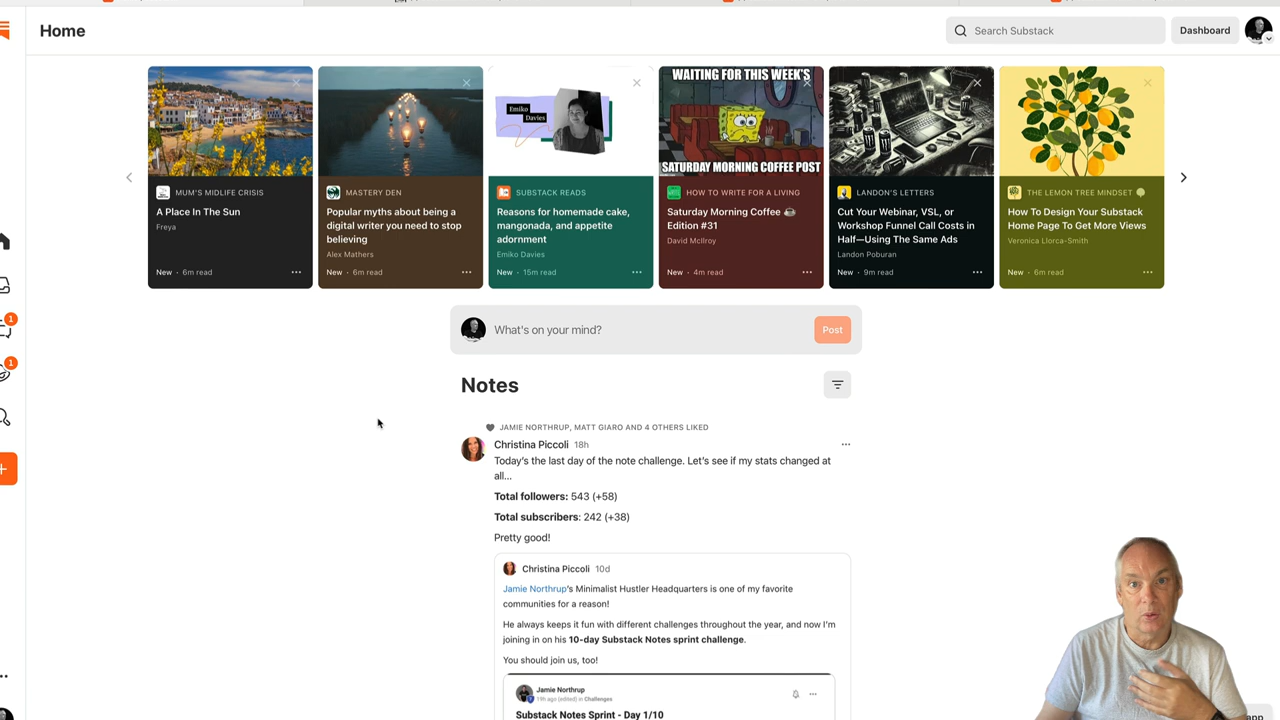 Home
Search Substack
Dashboard
MUM'S MIDLIFE CRISIS
A Place In The Sun
Freya
New · 6m read
MASTERY DEN
Popular myths about being a
digital writer you need to stop
believing
Alex Mathers
New · 6m read
Emiko
Davies
SUBSTACK READS
Reasons for homemade cake,
mangonada, and appetite
adornment
Emiko Davies
New · 15m read
WAITING FOR THIS WEEK'S
SATURDAY MORNING COFFEE POST
HOW TO WRITE FOR A LIVING
Saturday Morning Coffee ☕
Edition #31
David McIlroy
New · 4m read
LANDON'S LETTERS
Cut Your Webinar, VSL, or
Workshop Funnel Call Costs in
Half—Using The Same Ads
Landon Poburan
New · 9m read
THE LEMON TREE MINDSET
How To Design Your Substack
Home Page To Get More Views
Veronica Llorca-Smith
New · 6m read
1
1
What's on your mind?
Post
Notes
JAMIE NORTHRUP, MATT GIARO AND 4 OTHERS LIKED
Christina Piccoli 18h
Today's the last day of the note challenge. Let's see if my stats changed at
all...
Total followers: 543 (+58)
Total subscribers: 242 (+38)
Pretty good!
Christina Piccoli 10d
Jamie Northrup's Minimalist Hustler Headquarters is one of my favorite
communities for a reason!
He always keeps it fun with different challenges throughout the year, and now I'm
joining in on his 10-day Substack Notes sprint challenge.
You should join us, too!
Jamie Northrup
19h ago (edited) in Challenges
Substack Notes Sprint - Day 1/10
app